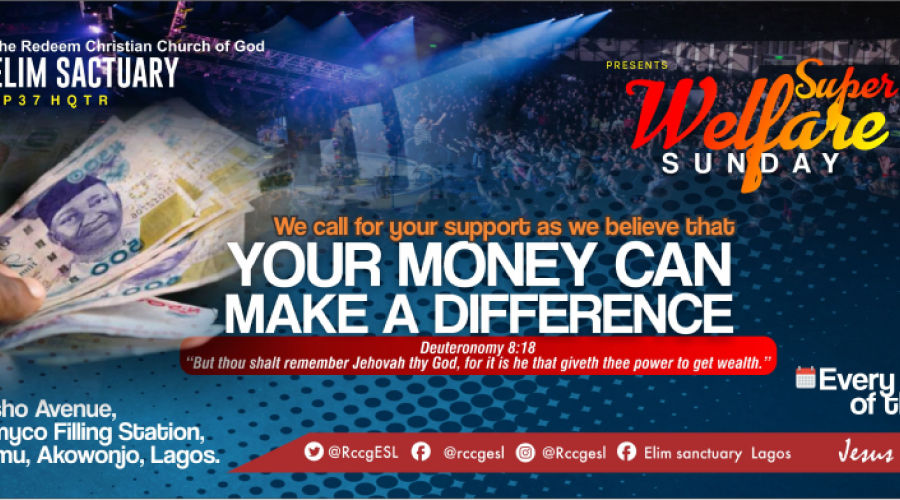 he Redeem Christian Church of God
ELIM SACTUARY
P37 HQTR
PRESENTS
Super
Welfare
SUNDAY
200
We call for your support as we believe that
YOUR MONEY CAN
MAKE A DIFFERENCE
Deuteronomy 8:18
“But thou shalt remember Jehovah thy God, for it is he that giveth thee power to get wealth.”
Every
of t
sho Avenue,
myco Filling Station,
mu, Akowonjo, Lagos.
@RccgESL @rccgesl @Rccgesl Elim sanctuary Lagos
Jesus